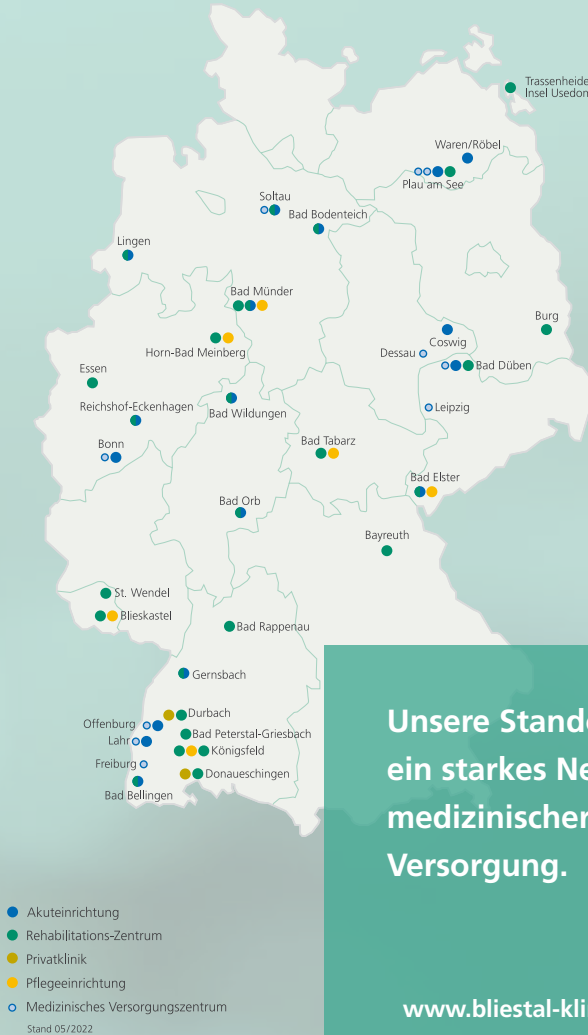 Trassenheide
Insel Usedom
Waren/Röbel
Plau am See
Soltau
Bad Bodenteich
Lingen
Bad Münder
Burg
Coswig
Horn-Bad Meinberg
Dessau
Bad Düben
Essen
Reichshof-Eckenhagen
Bad Wildungen
Leipzig
Bonn
Bad Tabarz
Bad Elster
Bad Orb
Bayreuth
St. Wendel
Blieskastel
Bad Rappenau
Gernsbach
Durbach
Offenburg
Bad Peterstal-Griesbach
Lahr
Königsfeld
Freiburg
Donaueschingen
Bad Bellingen
Unsere Stando
ein starkes Ne
medizinischer
Versorgung.
Akuteinrichtung
Rehabilitations-Zentrum
Privatklinik
Pflegeeinrichtung
Medizinisches Versorgungszentrum
Stand 05/2022
www.bliestal-kli